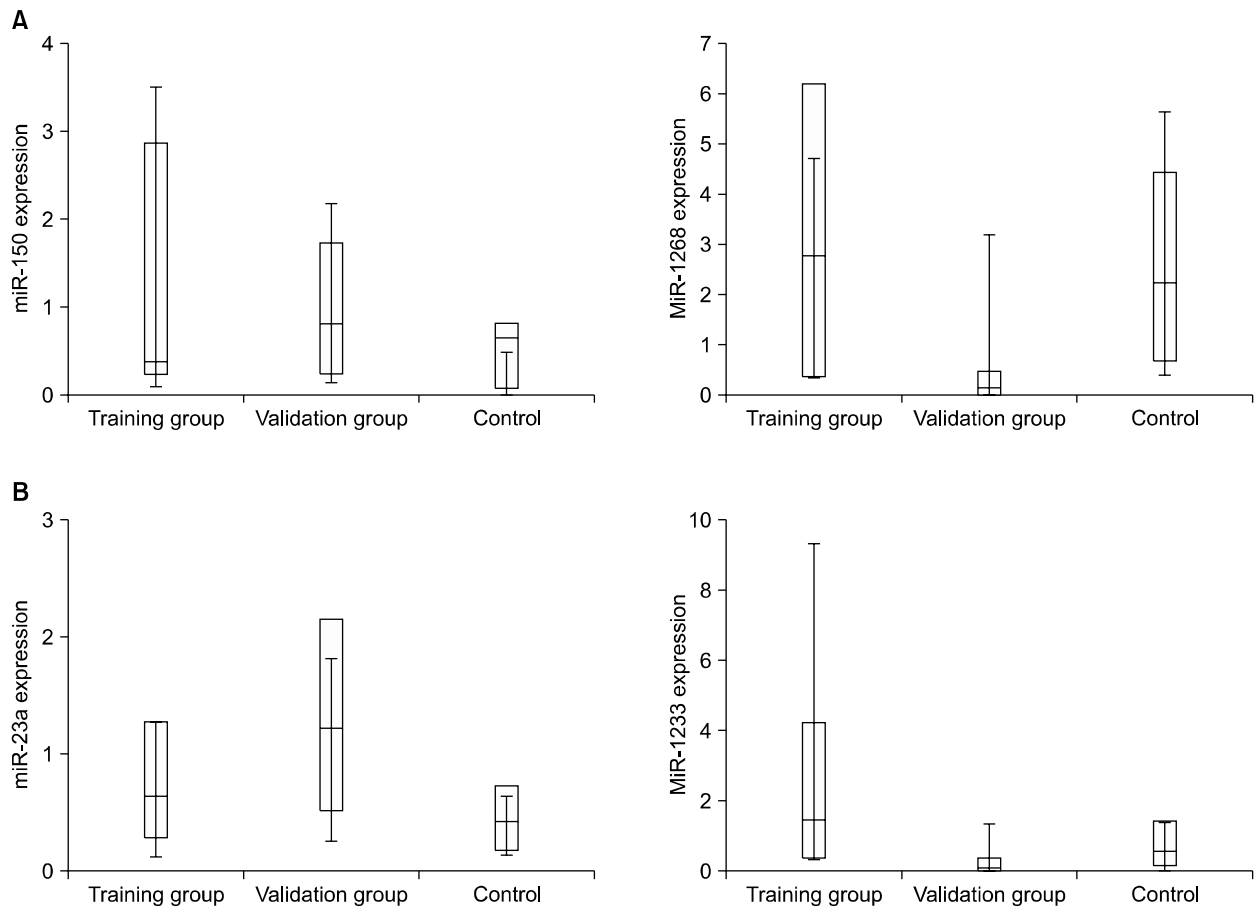 A
miR-150 expression
4
3
2
1
0
Training group
Validation group
Control
MiR-1268 expression
7
6
5
4
3
2
1
0
Training group
Validation group
Control
B
miR-23a expression
3
2
1
0
Training group
Validation group
Control
MiR-1233 expression
10
8
6
4
2
0
Training group
Validation group
Control